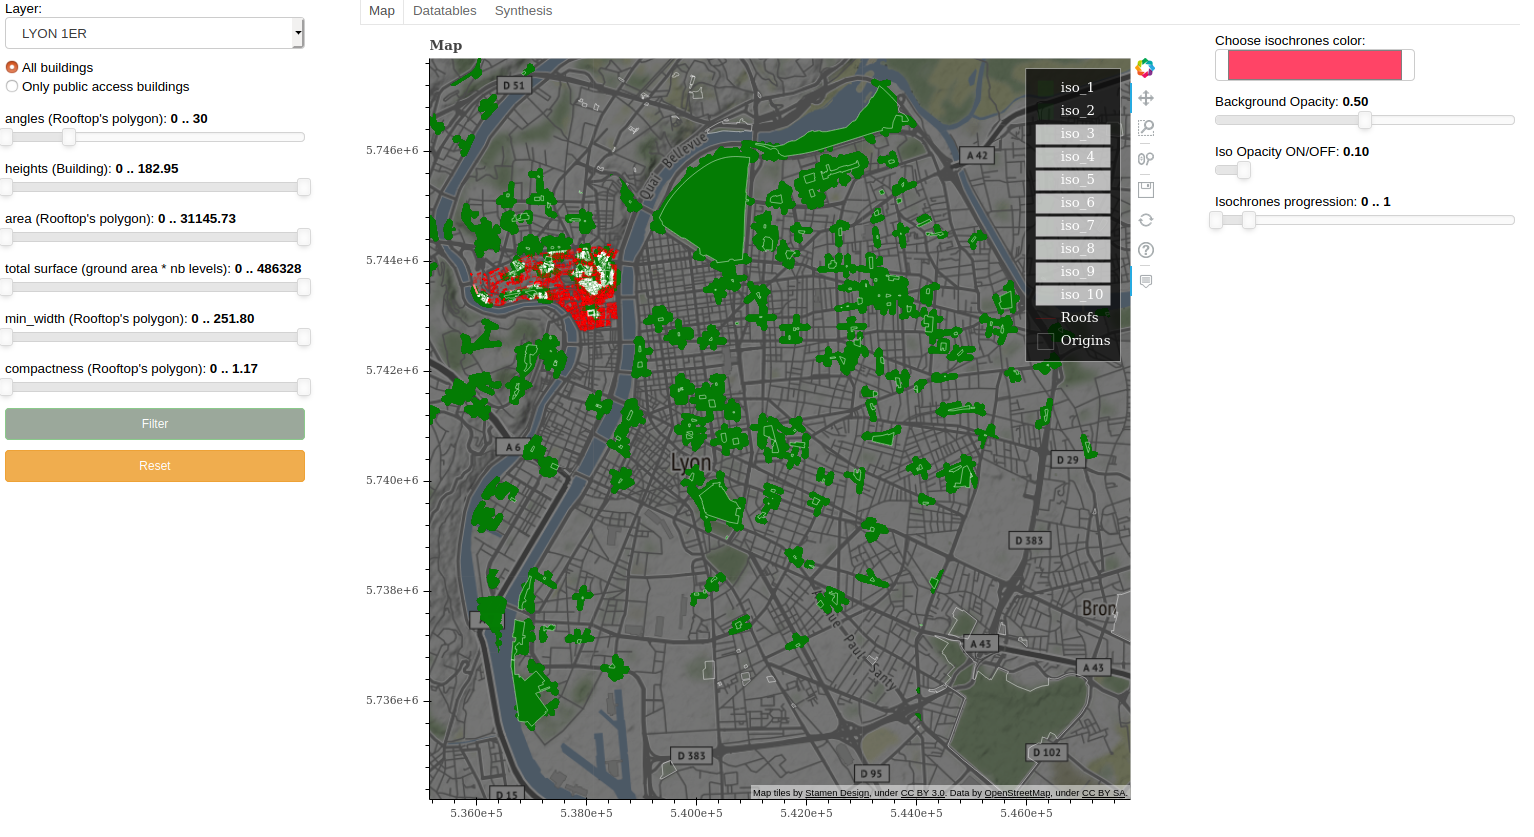 Layer:
LYON 1ER
All buildings
Only public access buildings
angles (Rooftop's polygon): 0 .. 30
heights (Building): 0 .. 182.95
area (Rooftop's polygon): 0 .. 31145.73
total surface (ground area * nb levels): 0 .. 486328
min_width (Rooftop's polygon): 0 .. 251.80
compactness (Rooftop's polygon): 0 .. 1.17
Filter
Reset
Map Datatables Synthesis
Map
5.746e+6
5.744e+6
5.742e+6
5.740e+6
5.738e+6
5.736e+6
5.360e+5 5.380e+5 5.400e+5 5.420e+5 5.440e+5 5.460e+5
D 51
Quai Bellevue
A 42
A 6
Lyon
D 29
D 383
Bron
A 43
A 43
D 102
D 383
D 95
D 15
iso_1
iso_2
iso_3
iso_4
iso_5
iso_6
iso_7
iso_8
iso_9
iso_10
Roofs
Origins
Map tiles by Stamen Design, under CC BY 3.0. Data by OpenStreetMap, under CC BY SA.
Choose isochrones color:
Background Opacity: 0.50
Iso Opacity ON/OFF: 0.10
Isochrones progression: 0 .. 1